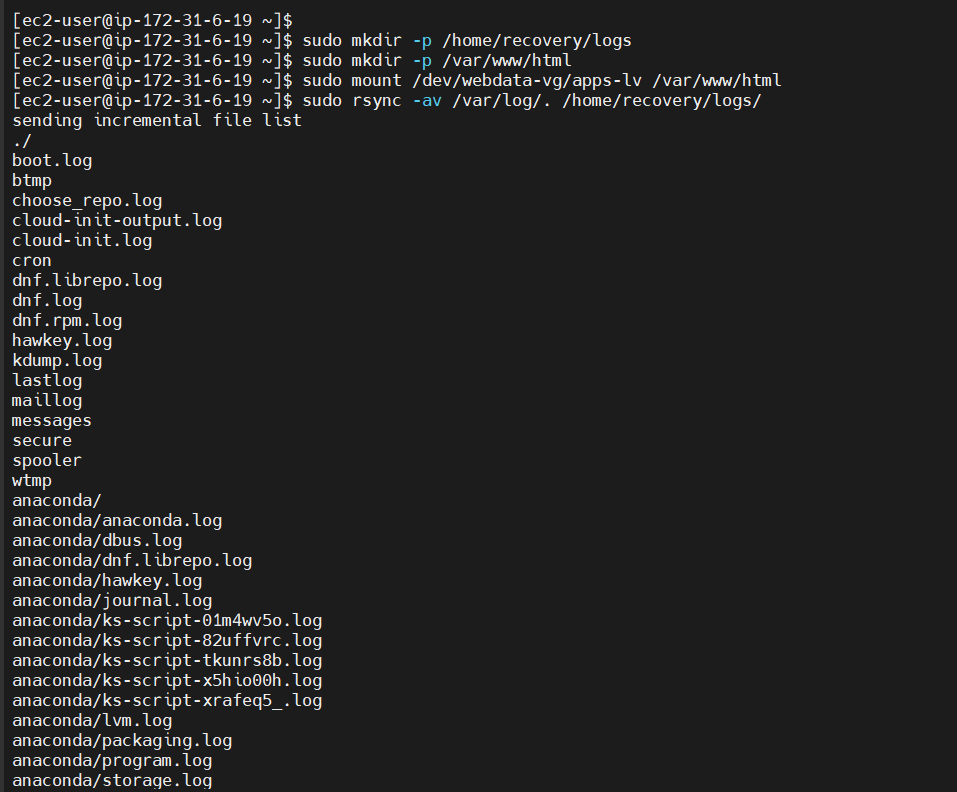 [ec2-user@ip-172-31-6-19 ~]$
[ec2-user@ip-172-31-6-19 ~]$ sudo mkdir -p /home/recovery/logs
[ec2-user@ip-172-31-6-19 ~]$ sudo mkdir -p /var/www/html
[ec2-user@ip-172-31-6-19 ~]$ sudo mount /dev/webdata-vg/apps-lv /var/www/html
[ec2-user@ip-172-31-6-19 ~]$ sudo rsync -av /var/log/. /home/recovery/logs/
sending incremental file list
./
boot.log
btmp
choose_repo.log
cloud-init-output.log
cloud-init.log
cron
dnf.librepo.log
dnf.log
dnf.rpm.log
hawkey.log
kdump.log
lastlog
maillog
messages
secure
spooler
wtmp
anaconda/
anaconda/anaconda.log
anaconda/dbus.log
anaconda/dnf.librepo.log
anaconda/hawkey.log
anaconda/journal.log
anaconda/ks-script-01m4wv5o.log
anaconda/ks-script-82uffvrc.log
anaconda/ks-script-tkunrs8b.log
anaconda/ks-script-x5hio00h.log
anaconda/ks-script-xrafeq5_.log
anaconda/lvm.log
anaconda/packaging.log
anaconda/program.log
anaconda/storage.log